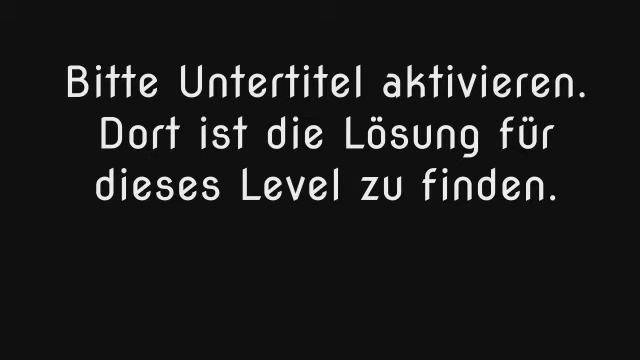 Bitte Untertitel aktivieren.
Dort ist die Lösung für
dieses Level zu finden.